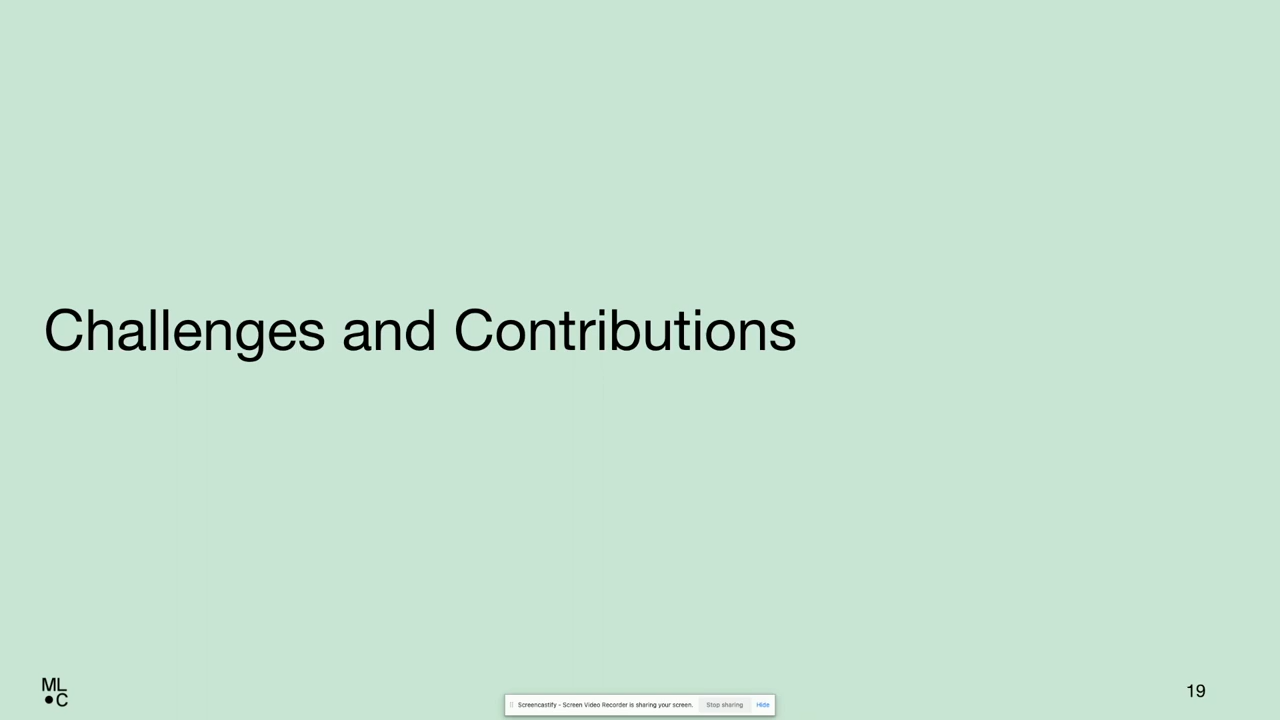 Challenges and Contributions
ML
C
Screencastify - Screen Video Recorder is sharing your screen. Stop sharing Hide
19